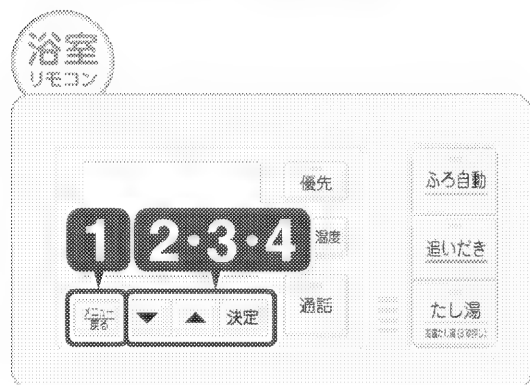 浴室
リモコン
優先
ふろ自動
1
2・3・4
温度
追いだき
メニュー
戻る
決定
通話
たし湯